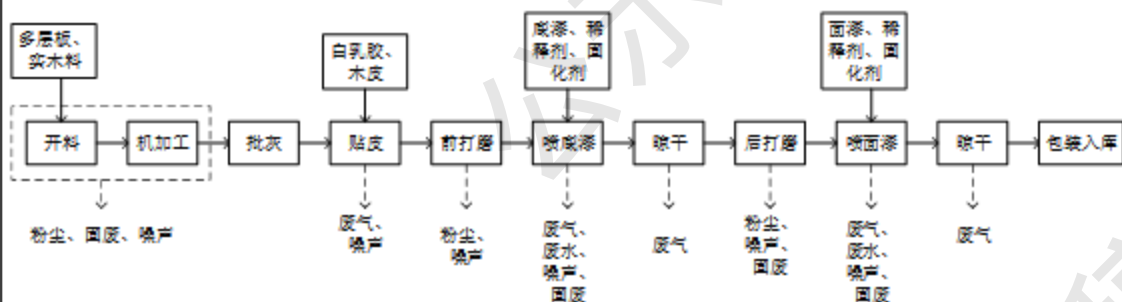 多层板、
实木料
白乳胶、
木皮
底漆、稀
释剂、固
化剂
面漆、稀
释剂、固
化剂
开料
机加工
批灰
贴皮
前打磨
喷底漆
晾干
后打磨
喷面漆
晾干
包装入库
粉尘、固废、噪声
废气、
噪声
粉尘、
噪声
废气、
废水、
噪声、
固废
废气
粉尘、
噪声、
固废
废气、
废水、
噪声、
固废
废气
公示